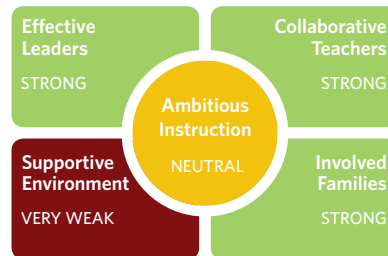 Effective
Leaders
STRONG
Collaborative
Teachers
STRONG
Ambitious
Instruction
NEUTRAL
Supportive
Environment
VERY WEAK
Involved
Families
STRONG